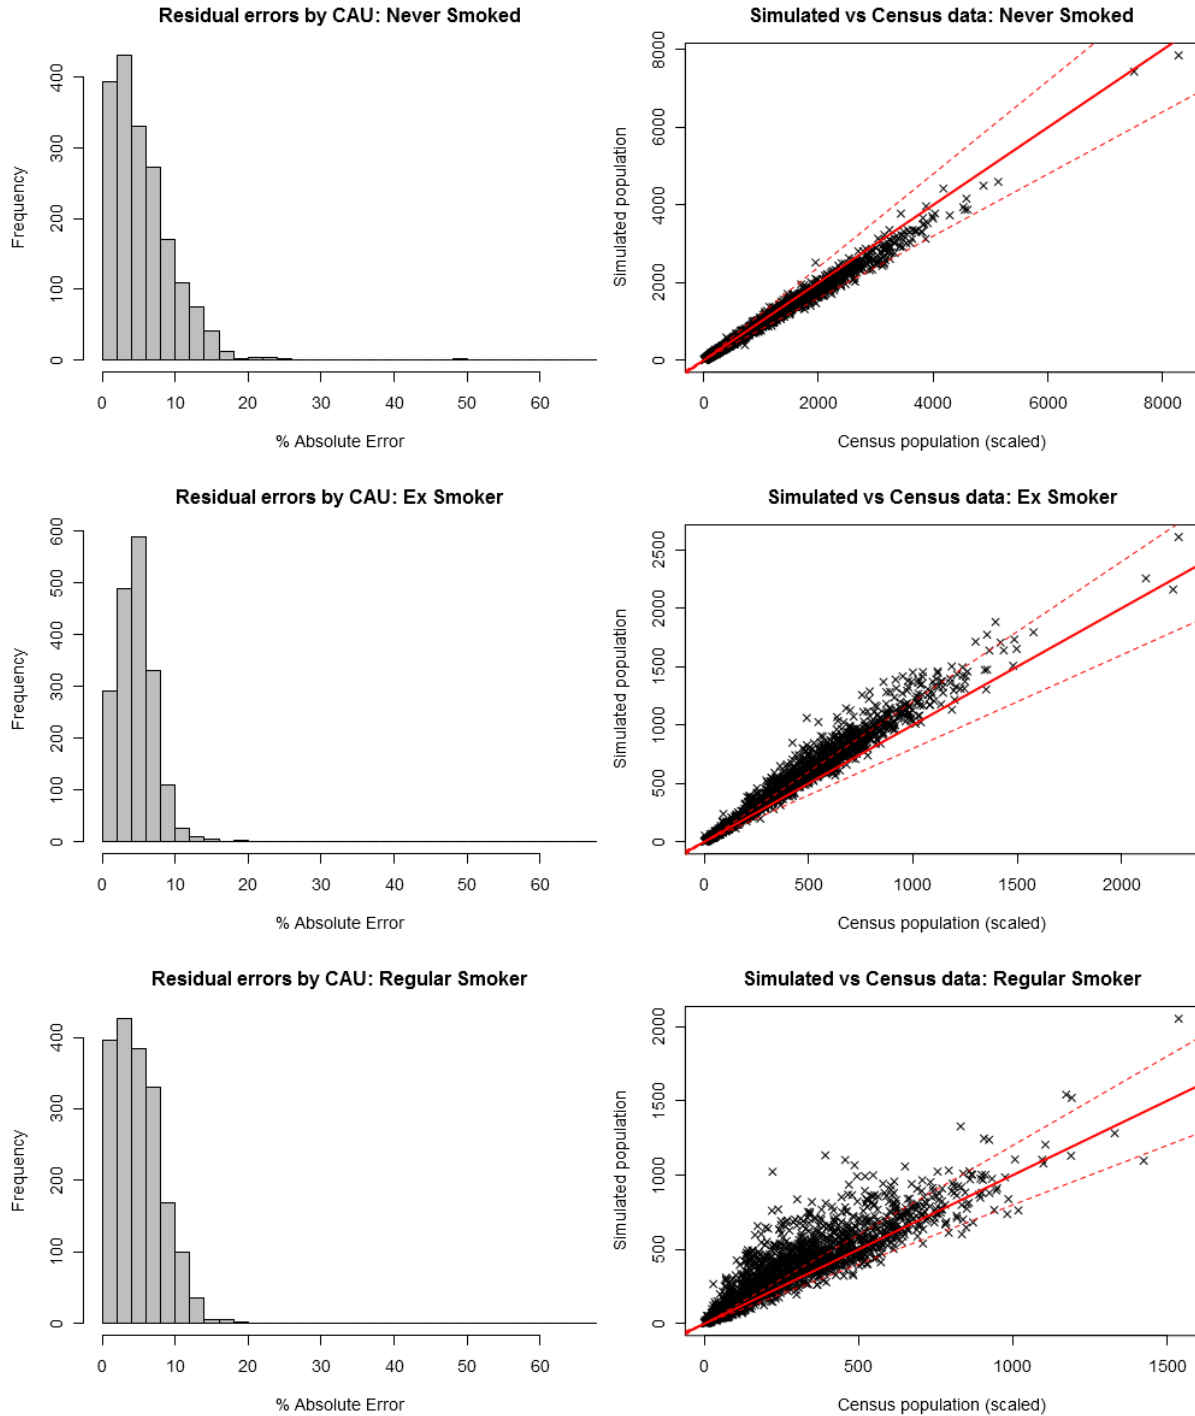 Residual errors by CAU: Never Smoked
Frequency
0 100 200 300 400
0 10 20 30 40 50 60
% Absolute Error
Simulated vs Census data: Never Smoked
Simulated population
0 2000 4000 6000 8000
0 2000 4000 6000 8000
Census population (scaled)
Residual errors by CAU: Ex Smoker
Frequency
0 100 200 300 400 500 600
0 10 20 30 40 50 60
% Absolute Error
Simulated vs Census data: Ex Smoker
Simulated population
0 500 1000 1500 2000 2500
0 500 1000 1500 2000
Census population (scaled)
Residual errors by CAU: Regular Smoker
Frequency
0 100 200 300 400
0 10 20 30 40 50 60
% Absolute Error
Simulated vs Census data: Regular Smoker
Simulated population
0 500 1000 1500 2000
0 500 1000 1500
Census population (scaled)